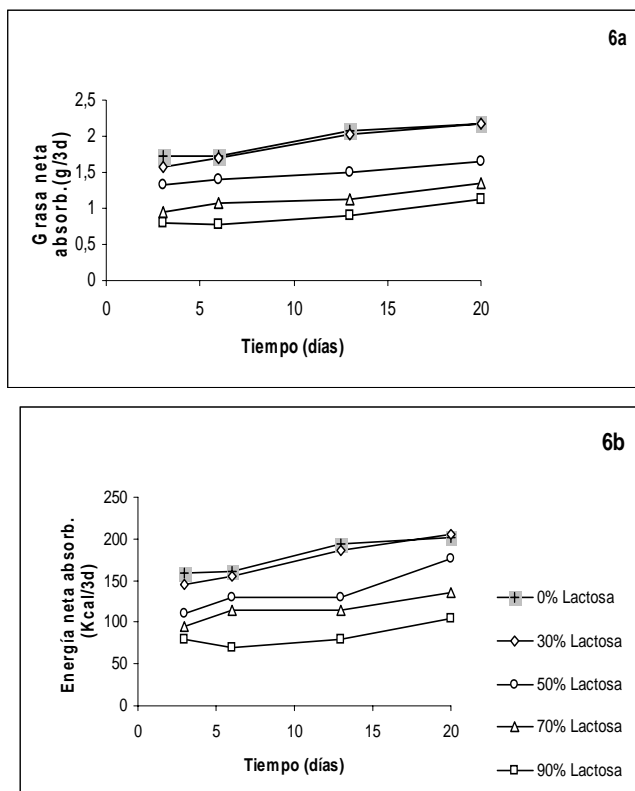 6a
Grasa neta
absorb.(g/3d)
2,5
2
1,5
1
0,5
0
0 5 10 15 20
Tiempo (días)
6b
Energía neta absorb.
(Kcal/3d)
250
200
150
100
50
0
0 5 10 15 20
Tiempo (días)
0% Lactosa
30% Lactosa
50% Lactosa
70% Lactosa
90% Lactosa